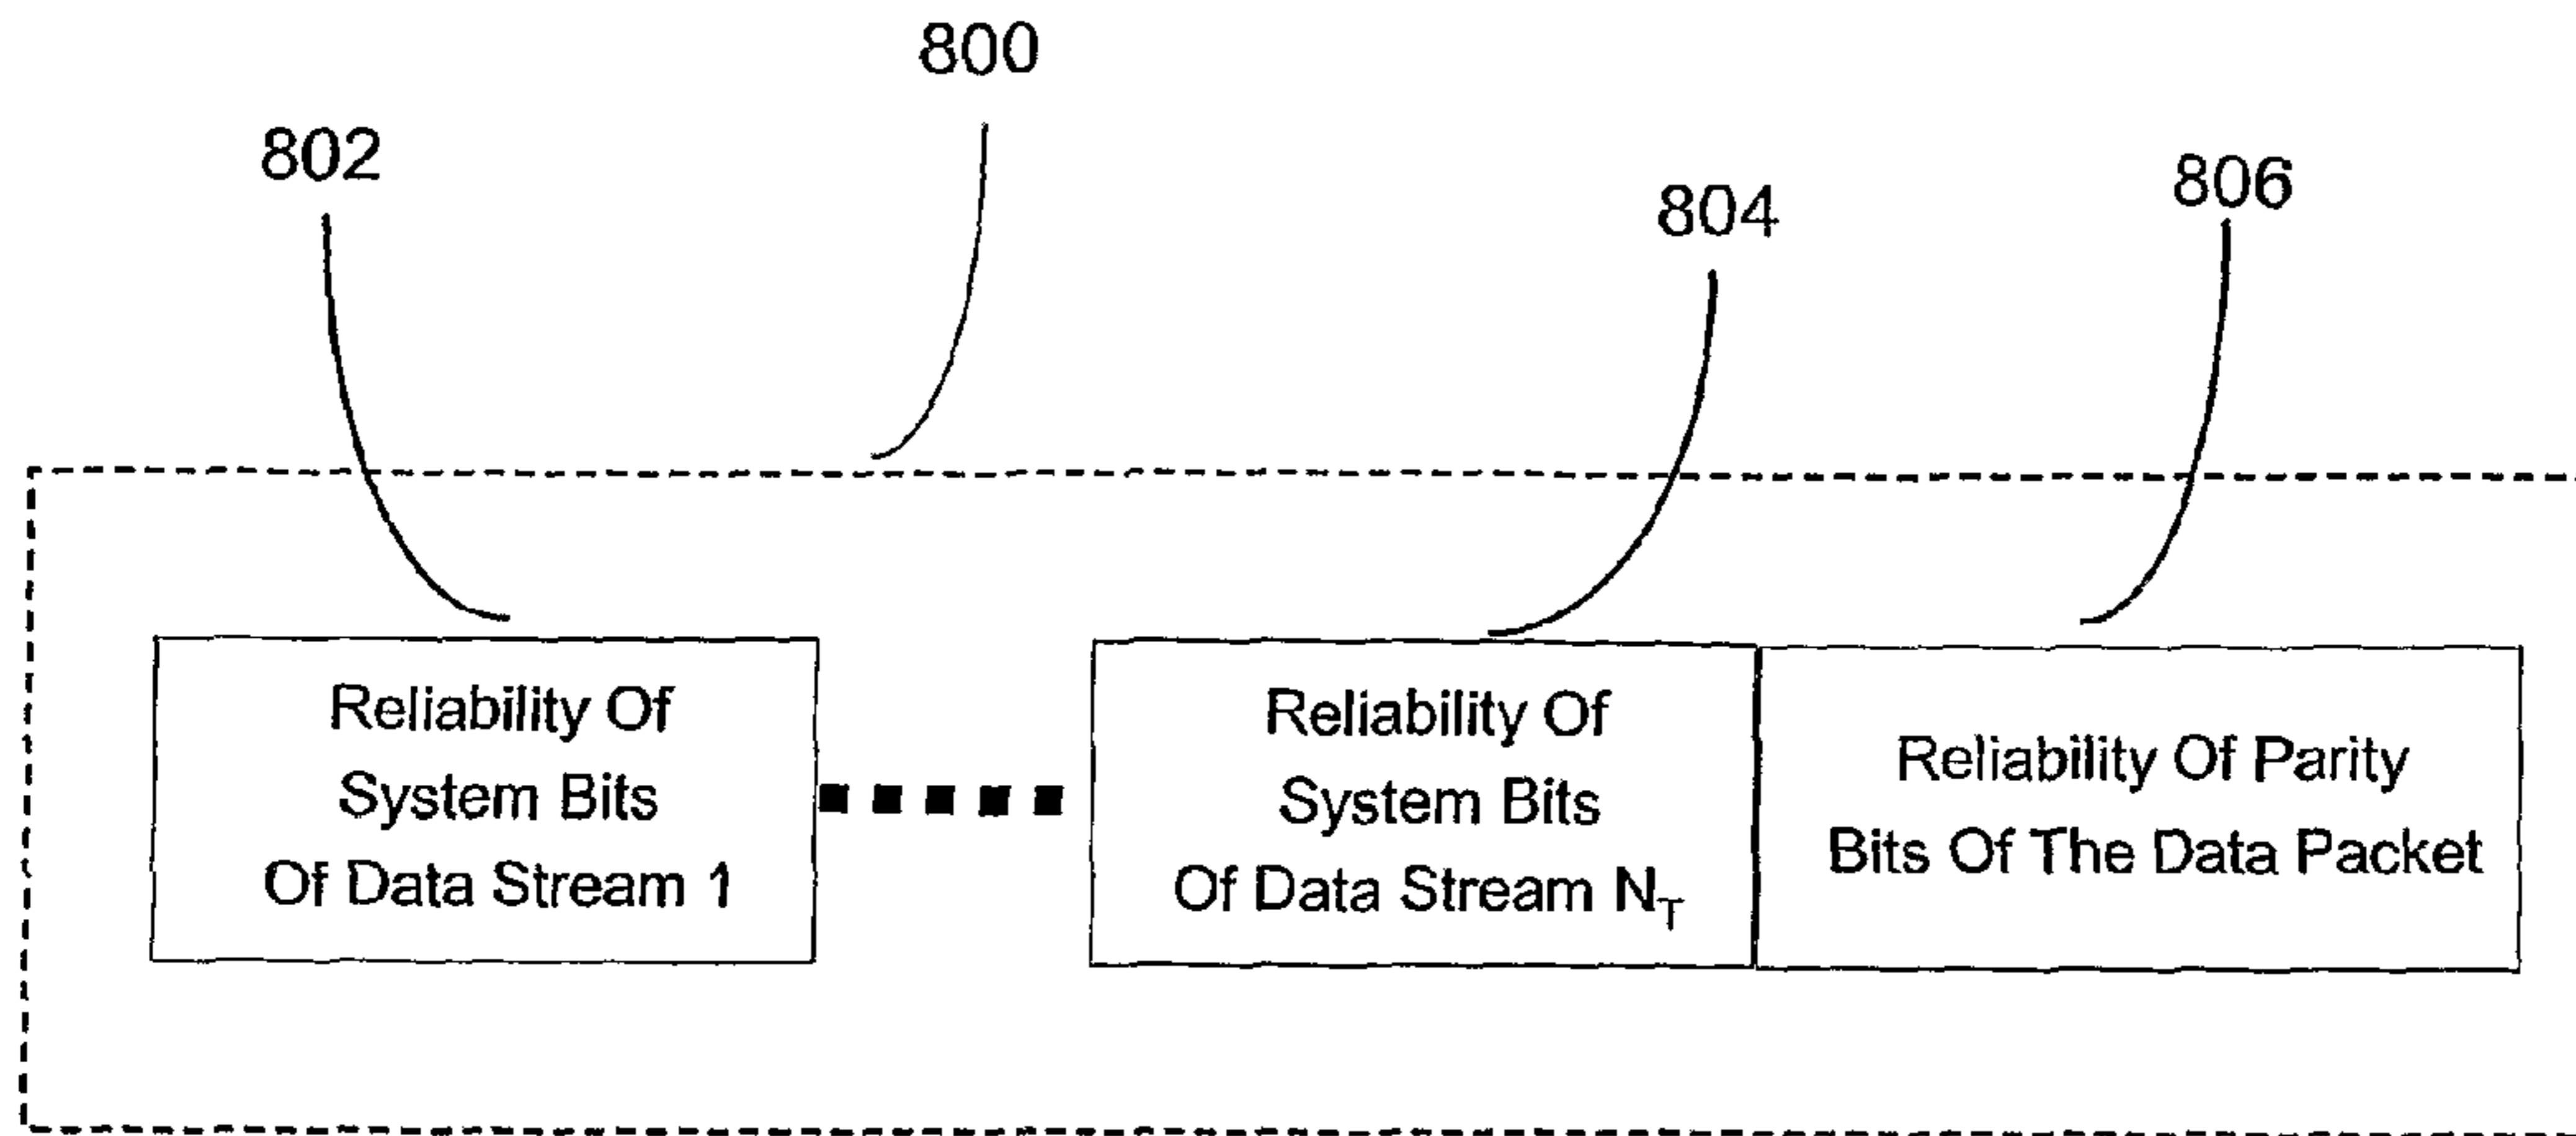 800
802
804
806
Reliability Of
System Bits
Of Data Stream 1
Reliability Of
System Bits
Of Data Stream N_T
Reliability Of Parity
Bits Of The Data Packet